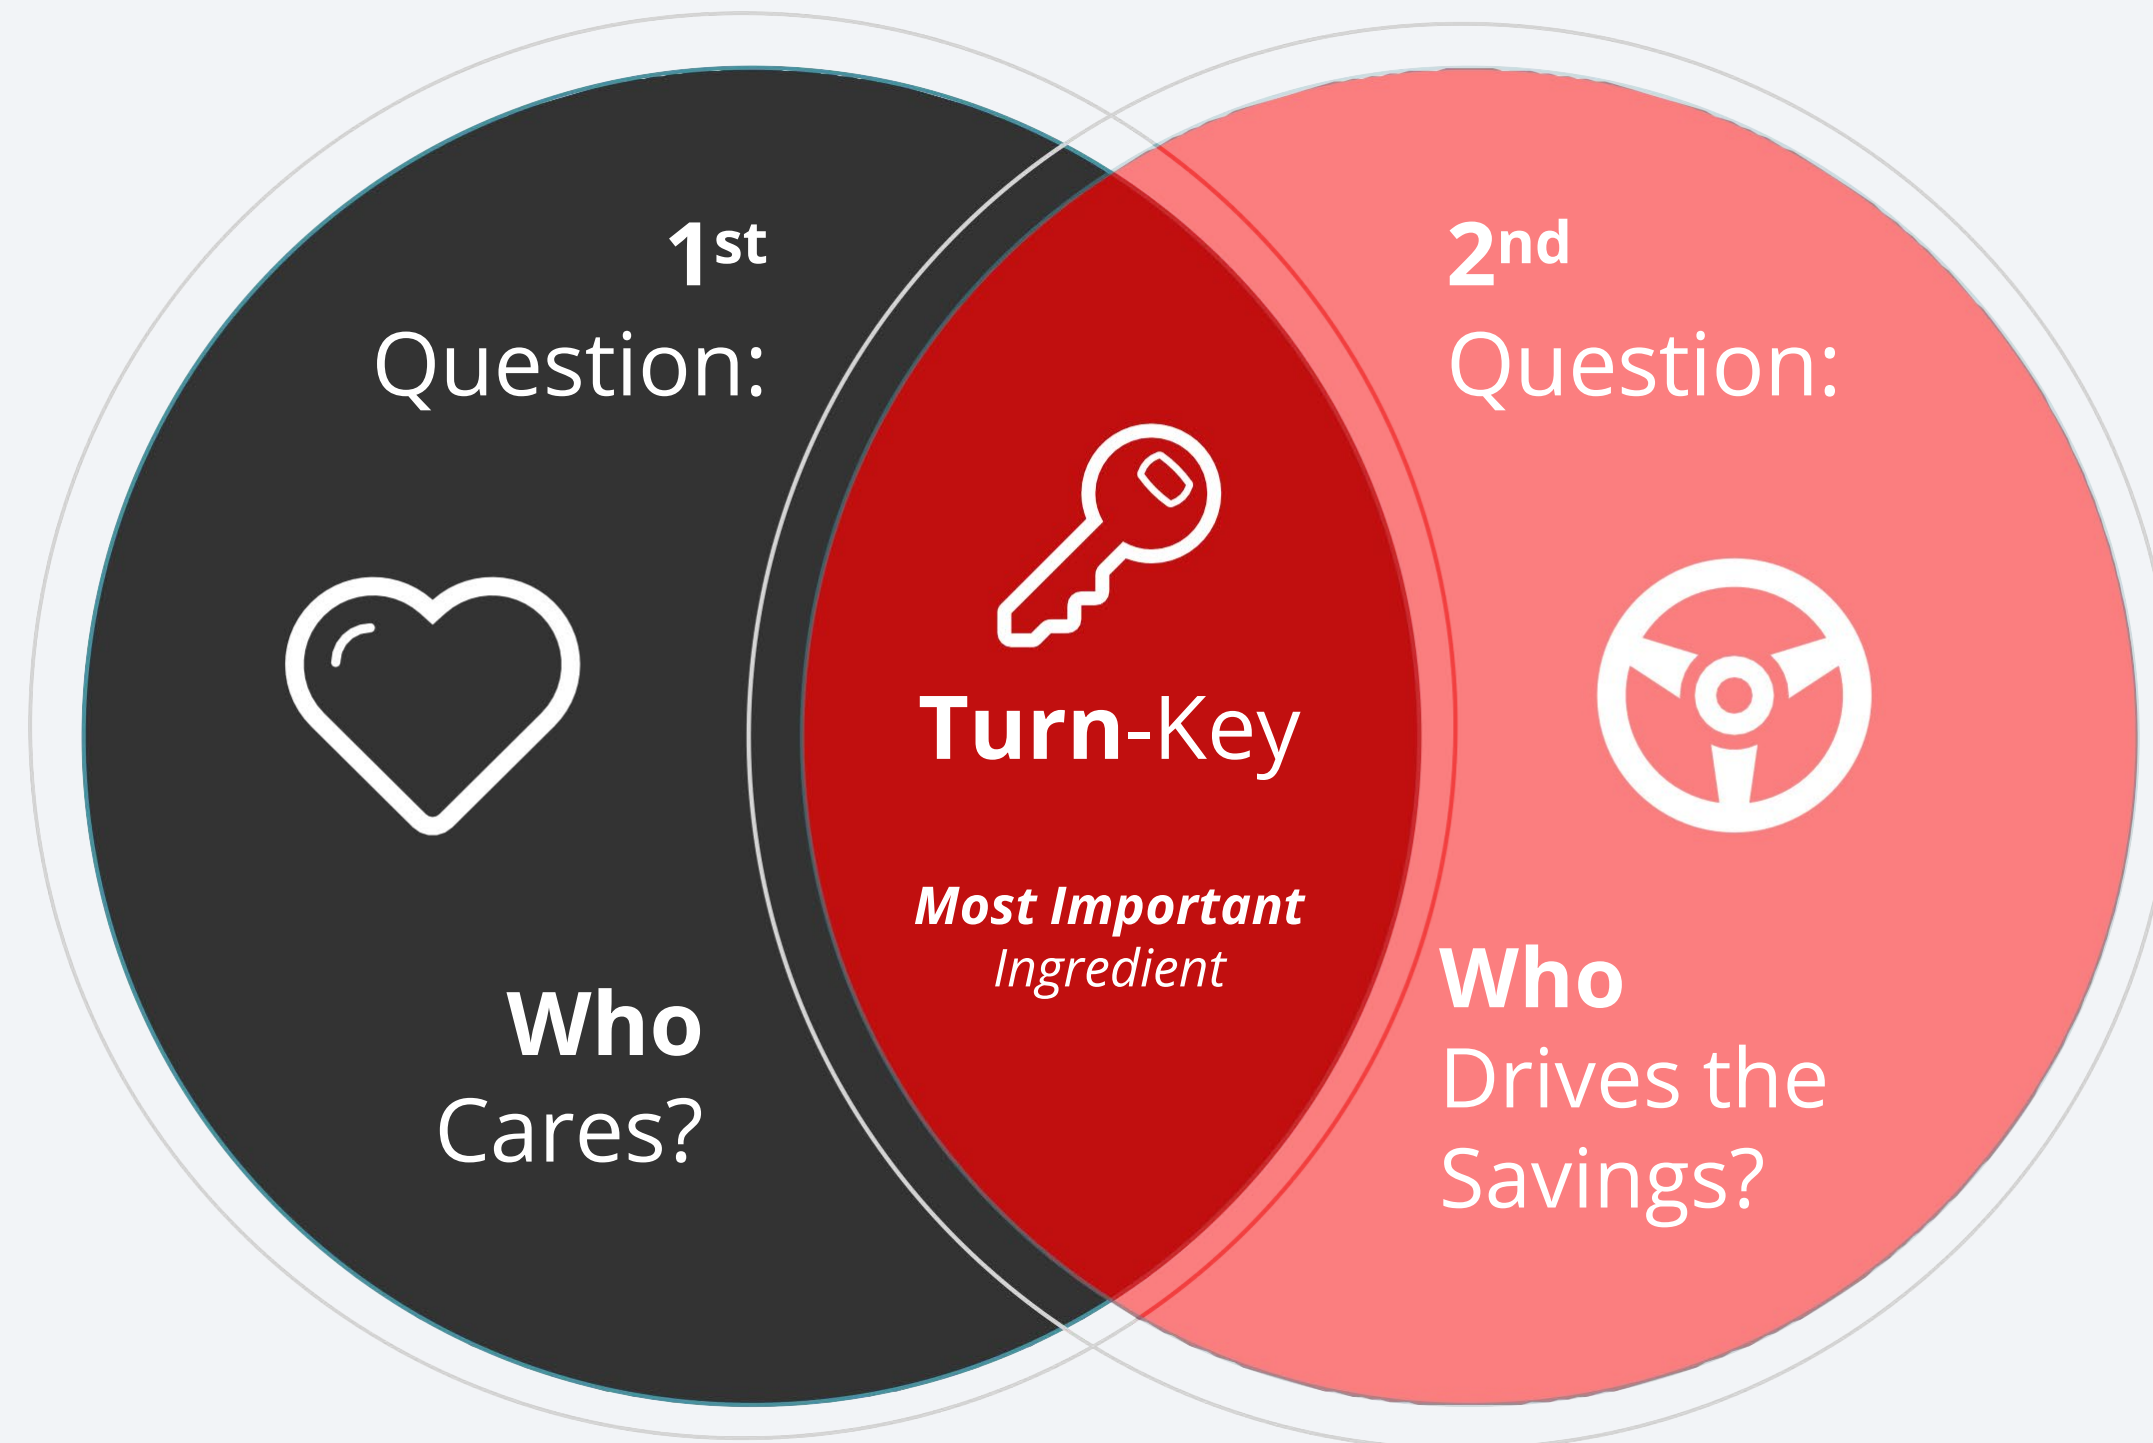 1st
Question:
Who
Cares?
Turn-Key
Most Important
Ingredient
2nd
Question:
Who
Drives the
Savings?